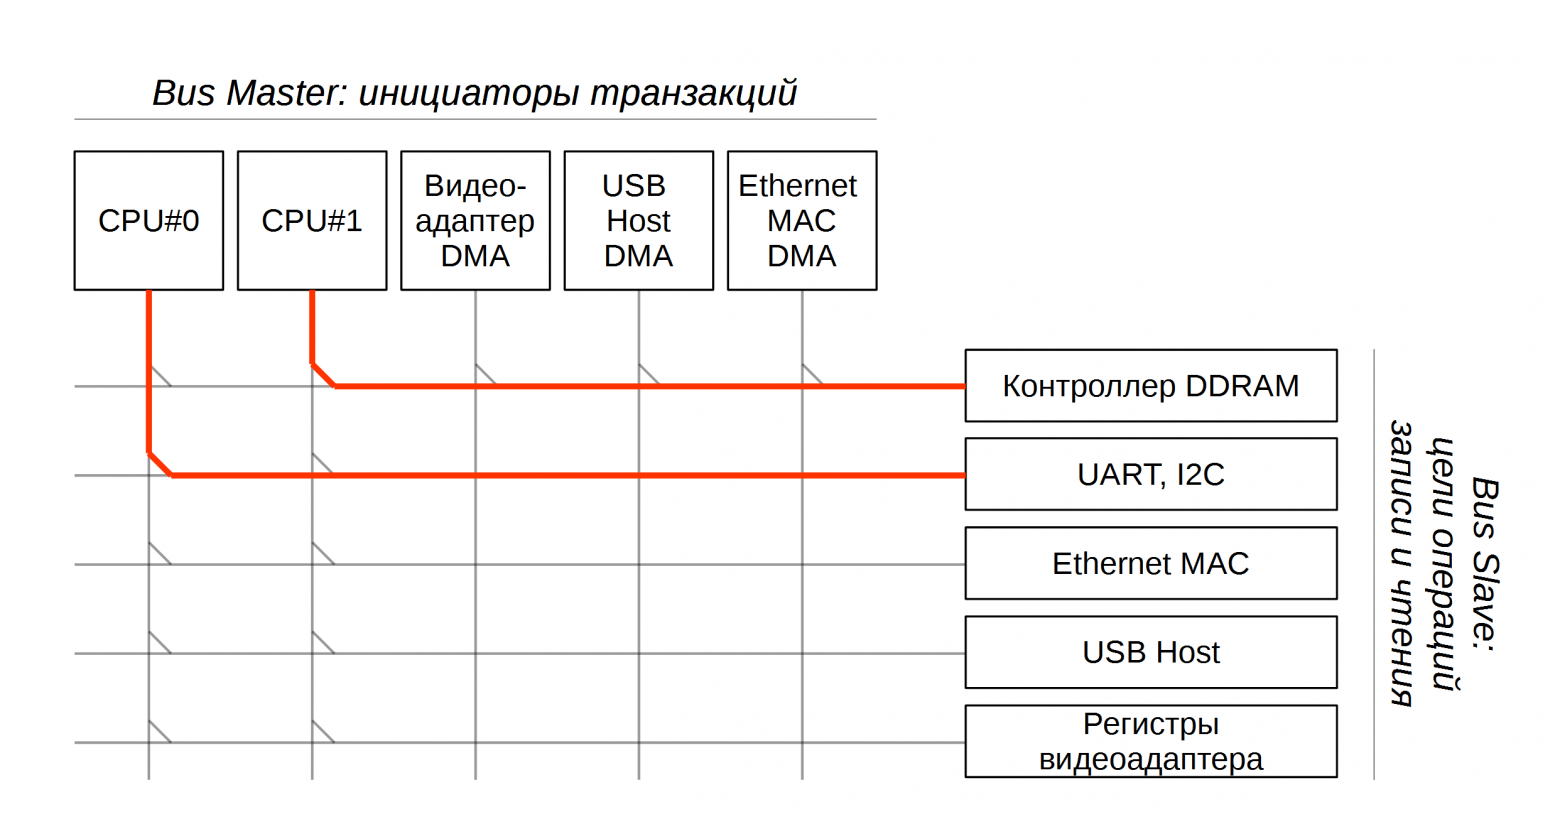 Bus Master: инициаторы транзакций
CPU#0
CPU#1
Видео-
адаптер
DMA
USB
Host
DMA
Ethernet
MAC
DMA
Контроллер DDRAM
UART, I2C
Ethernet MAC
USB Host
Регистры
видеоадаптера
Bus Slave:
цели операций
записи и чтения